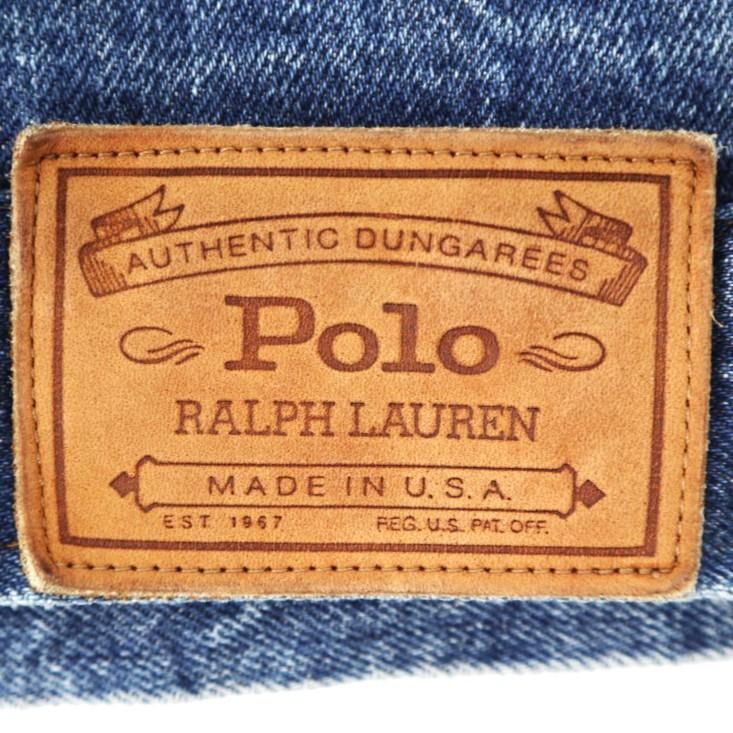 AUTHENTIC DUNGAREES
Polo
RALPH LAUREN
MADE IN U.S.A.
EST. 1967 REG. U.S. PAT. OFF.